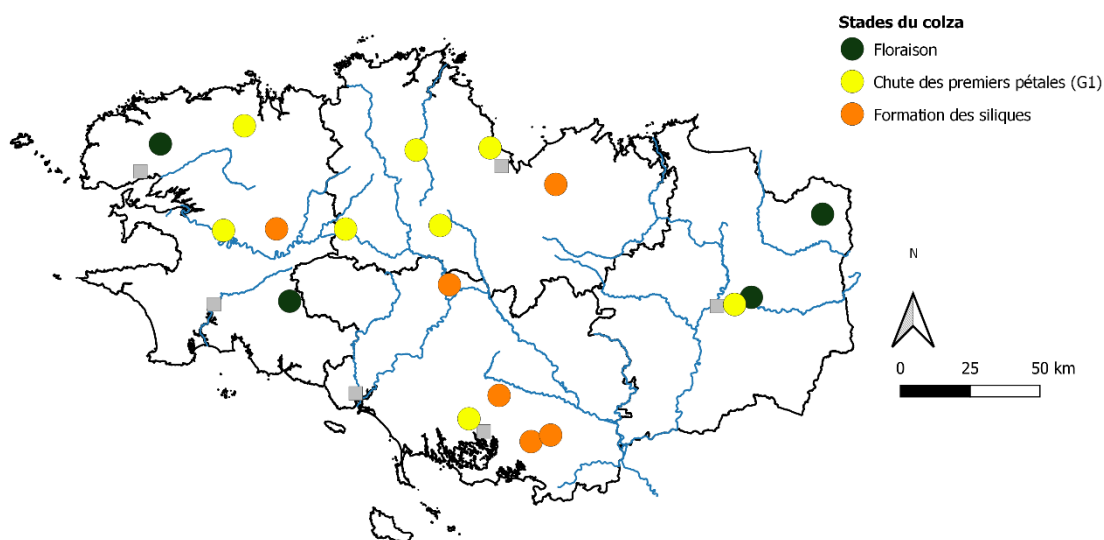 Stades du colza
Floraison
Chute des premiers pétales (G1)
Formation des siliques
N
0 25 50 km